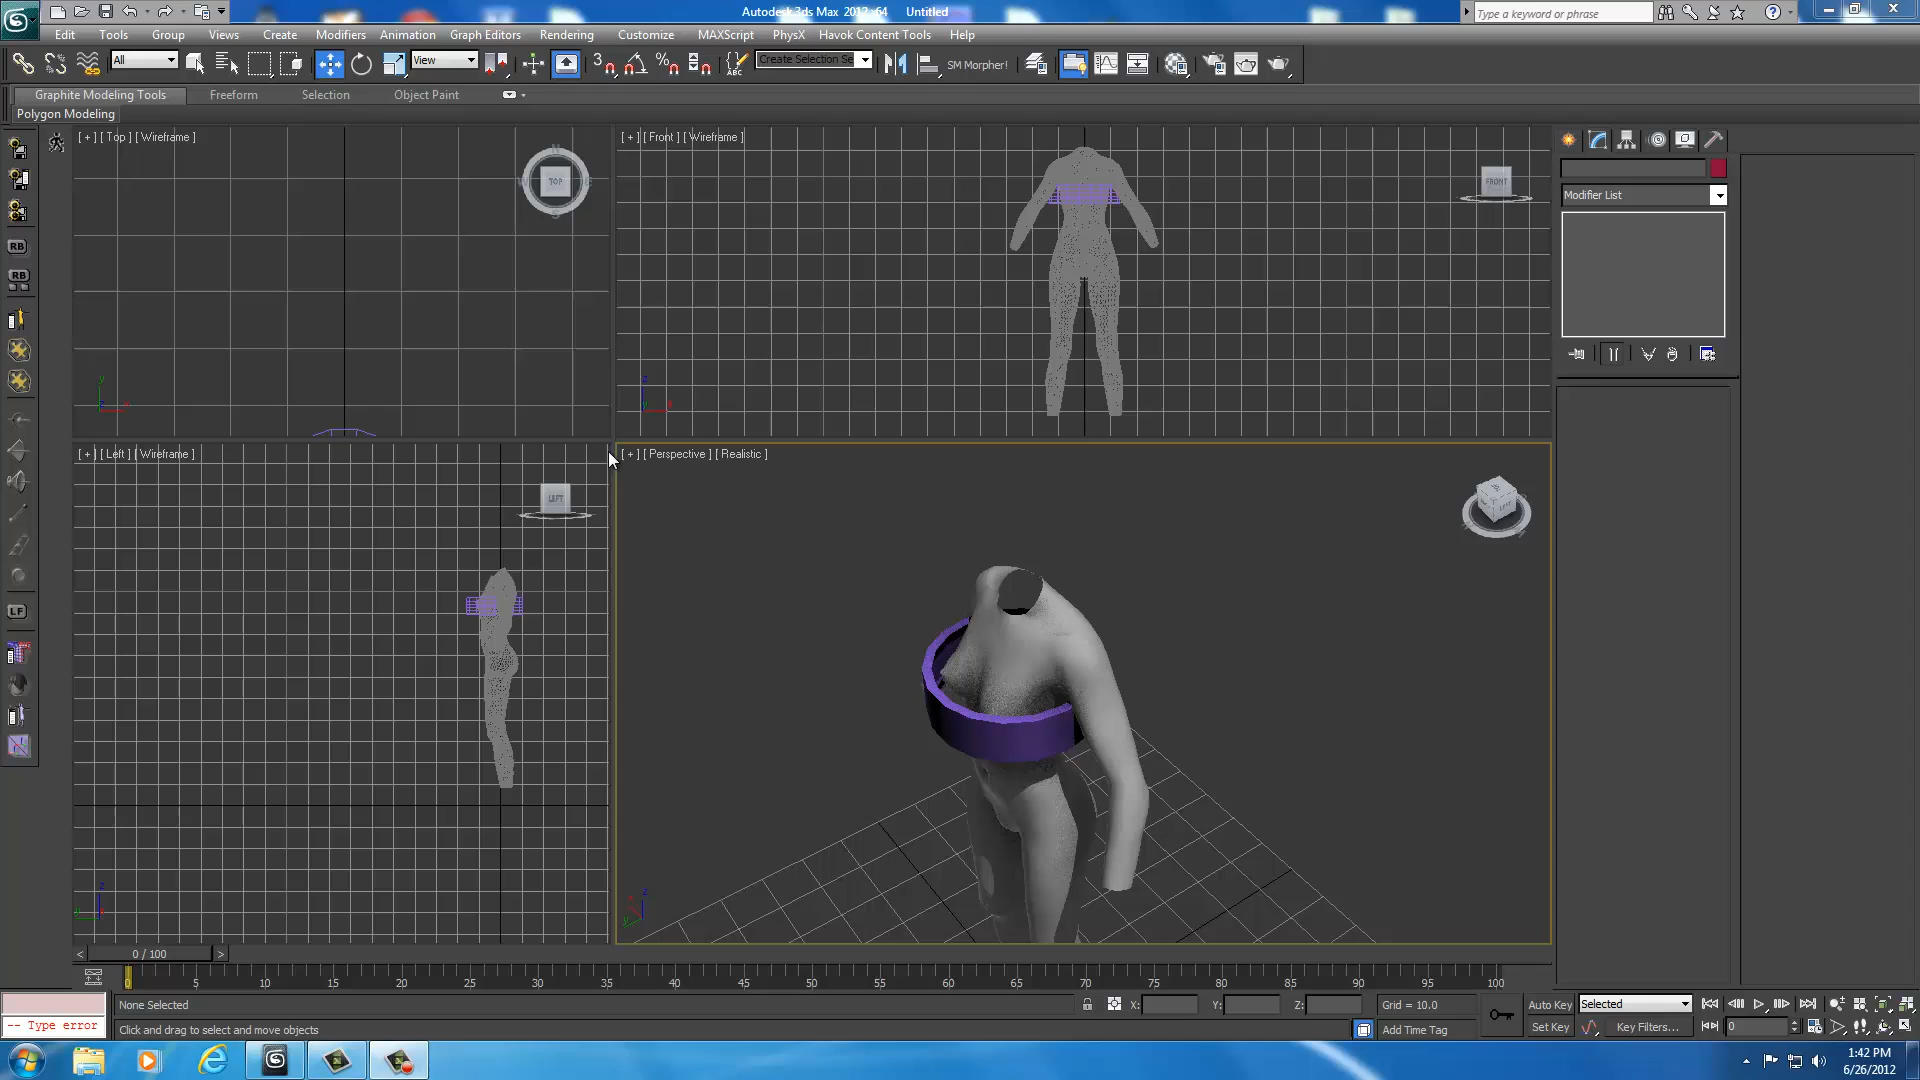 Autodesk 3ds Max 2012 x64 Untitled
Type a keyword or phrase
Edit Tools Group Views Create Modifiers Animation Graph Editors Rendering Customize MAXScript PhysX Havok Content Tools Help
All View 3 ABC Create Selection Se SM Morpher!
Graphite Modeling Tools Freeform Selection Object Paint
Polygon Modeling
[ + ] [ Top ] [ Wireframe ]
TOP
[ + ] [ Front ] [ Wireframe ]
FRONT
Modifier List
RB
RB
LF
[ + ] [ Left ] [ Wireframe ]
LEFT
[ + ] [ Perspective ] [ Realistic ]
< 0 / 100 >
0 5 10 15 20 25 30 35 40 45 50 55 60 65 70 75 80 85 90 95 100
None Selected X: Y: Z: Grid = 10.0 Auto Key Selected
-- Type error Click and drag to select and move objects Add Time Tag Set Key Key Filters... 0
1:42 PM
6/26/2012